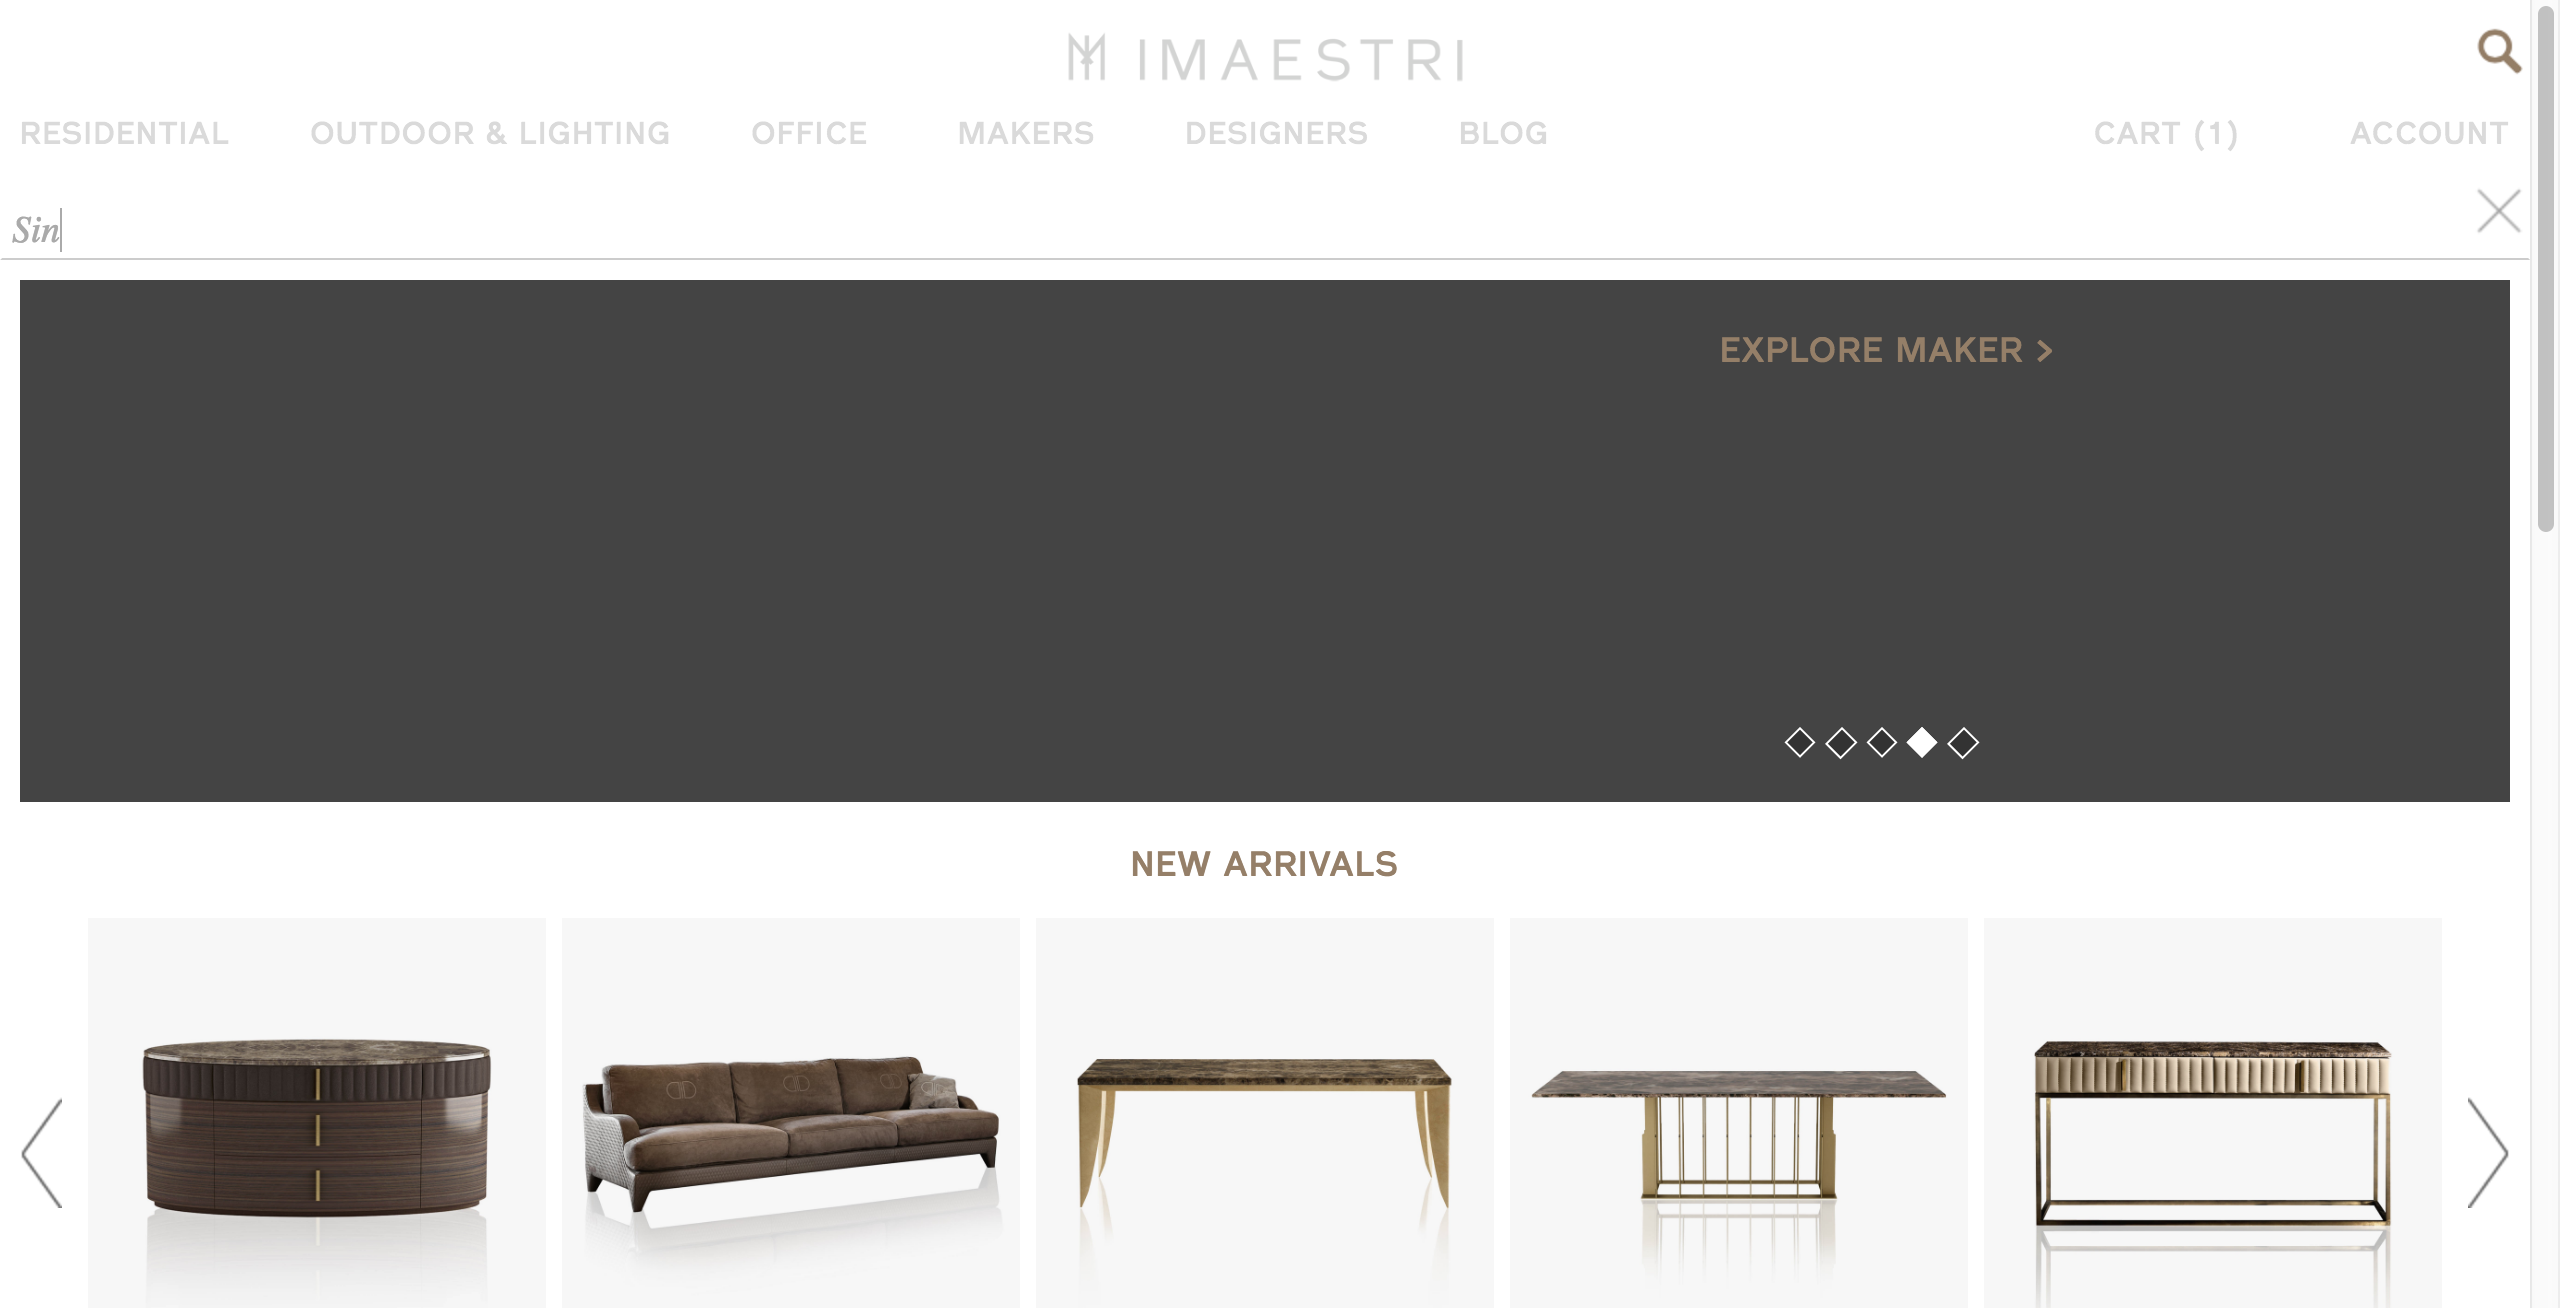 IMAESTRI
RESIDENTIAL OUTDOOR & LIGHTING OFFICE MAKERS DESIGNERS BLOG CART (1) ACCOUNT
Sin
EXPLORE MAKER >
NEW ARRIVALS